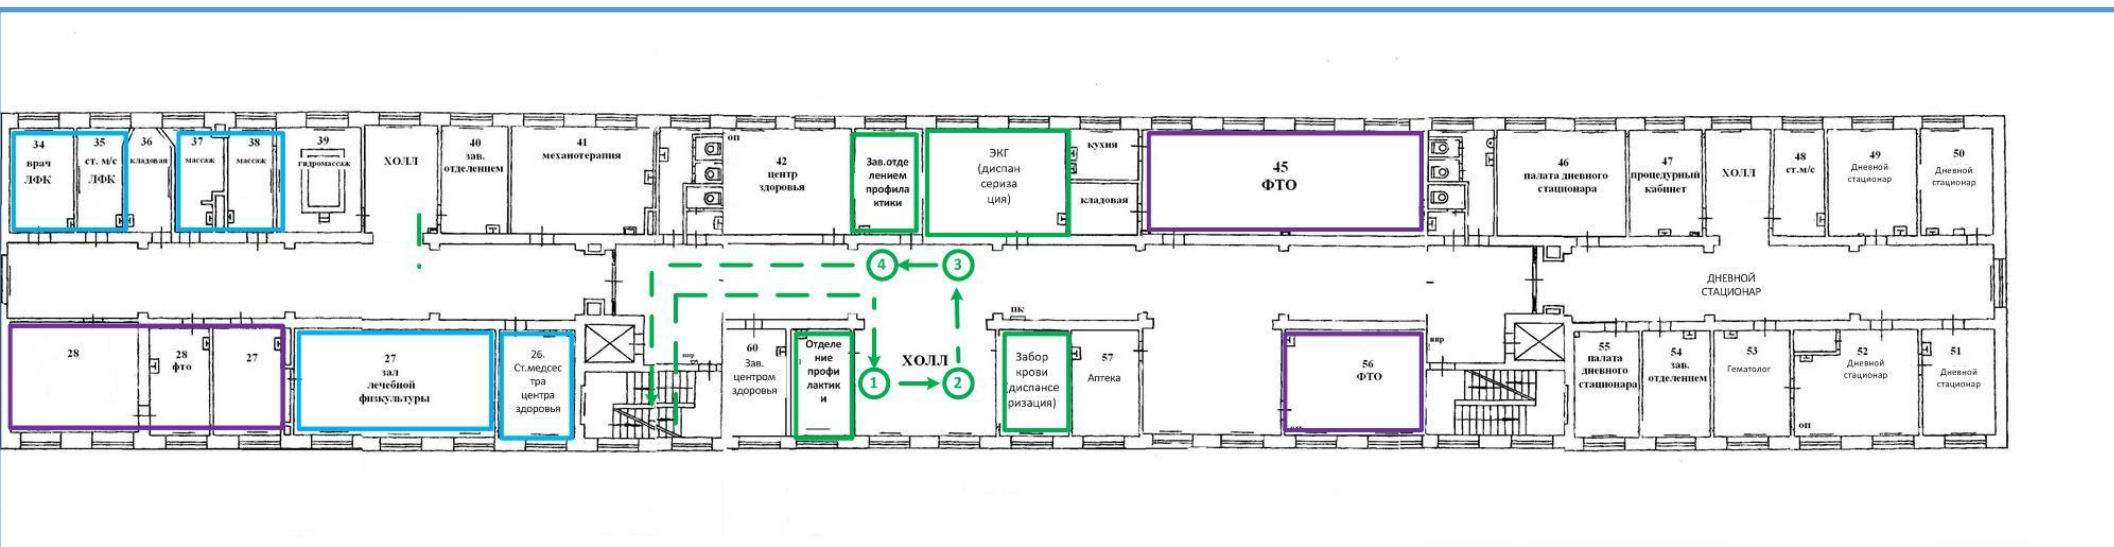 34
врач
ЛФК
35
ст. м/с
ЛФК
36
кладовая
37
массаж
38
массаж
39
гидромассаж
ХОЛЛ
40
зав.
отделением
41
механотерапия
оп
42
центр
здоровья
Зав.отде
лением
профила
ктики
ЭКГ
(диспан
сериза
ция)
кухня
кладовая
45
ФТО
46
палата дневного
стационара
47
процедурный
кабинет
ХОЛЛ
48
ст.м/с
49
Дневной
стационар
50
Дневной
стационар
4
3
ДНЕВНОЙ
СТАЦИОНАР
пк
28
28
фто
27
27
зал
лечебной
физкультуры
26.
Ст.медсес
тра
центра
здоровья
60
Зав.
центром
здоровья
Отделе
ние
профи
лактик
и
1
ХОЛЛ
2
Забор
крови
(диспансе
ризация)
57
Аптека
56
ФТО
55
палата
дневного
стационара
54
зав.
отделением
53
Гематолог
52
Дневной
стационар
оп
51
Дневной
стационар